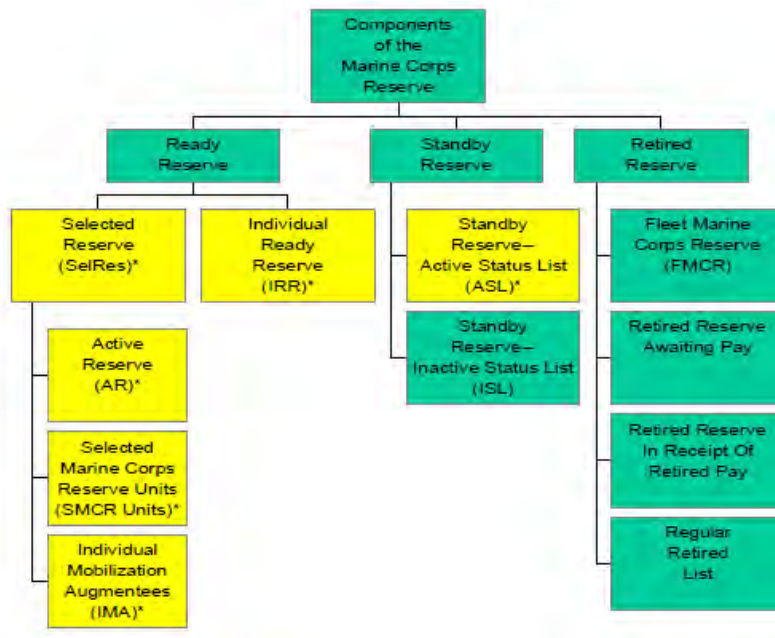 Components
of the
Marine Corps
Reserve
Ready
Reserve
Standby
Reserve
Retired
Reserve
Selected
Reserve
(SelRes)*
Individual
Ready
Reserve
(IRR)*
Standby
Reserve–
Active Status List
(ASL)*
Fleet Marine
Corps Reserve
(FMCR)
Active
Reserve
(AR)*
Standby
Reserve–
Inactive Status List
(ISL)
Retired Reserve
Awaiting Pay
Selected
Marine Corps
Reserve Units
(SMCR Units)*
Retired Reserve
In Receipt Of
Retired Pay
Individual
Mobilization
Augmentees
(IMA)*
Regular
Retired
List